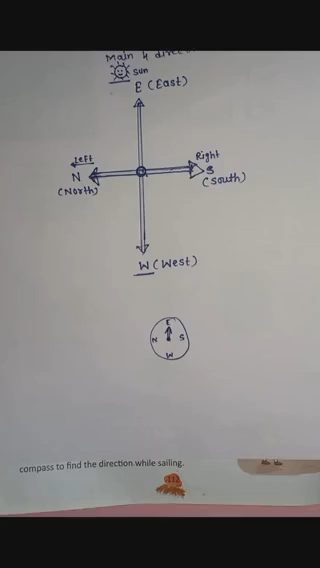 Main 4 direc
sun
E (East)
Left
Right
N
S
(North)
(South)
W (West)
E
N S
W
compass to find the direction while sailing.